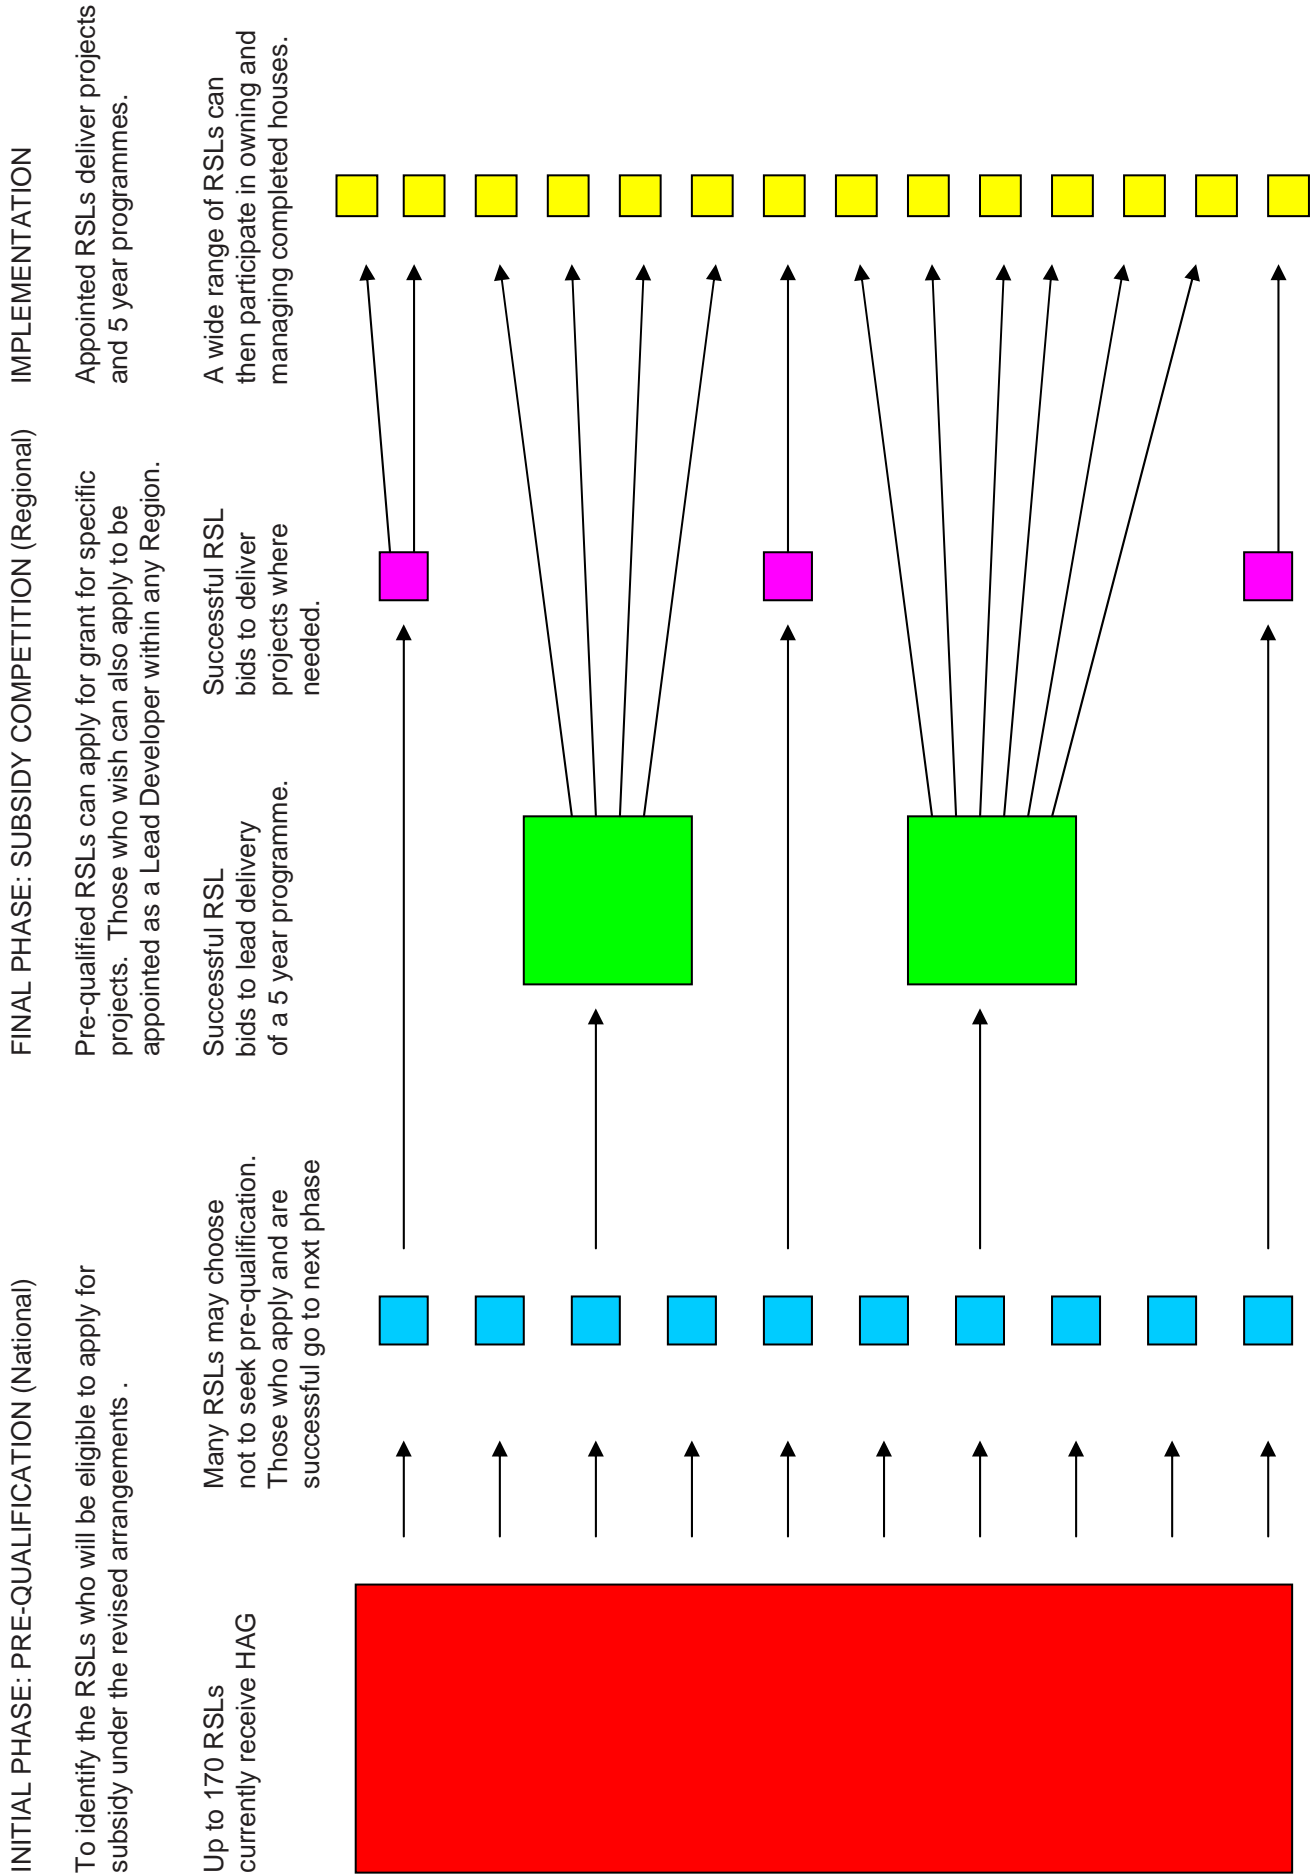 INITIAL PHASE: PRE-QUALIFICATION (National)
To identify the RSLs who will be eligible to apply for
subsidy under the revised arrangements .
Up to 170 RSLs
currently receive HAG
Many RSLs may choose
not to seek pre-qualification.
Those who apply and are
successful go to next phase
FINAL PHASE: SUBSIDY COMPETITION (Regional)
Pre-qualified RSLs can apply for grant for specific
projects. Those who wish can also apply to be
appointed as a Lead Developer within any Region.
Successful RSL
bids to lead delivery
of a 5 year programme.
Successful RSL
bids to deliver
projects where
needed.
IMPLEMENTATION
Appointed RSLs deliver projects
and 5 year programmes.
A wide range of RSLs can
then participate in owning and
managing completed houses.